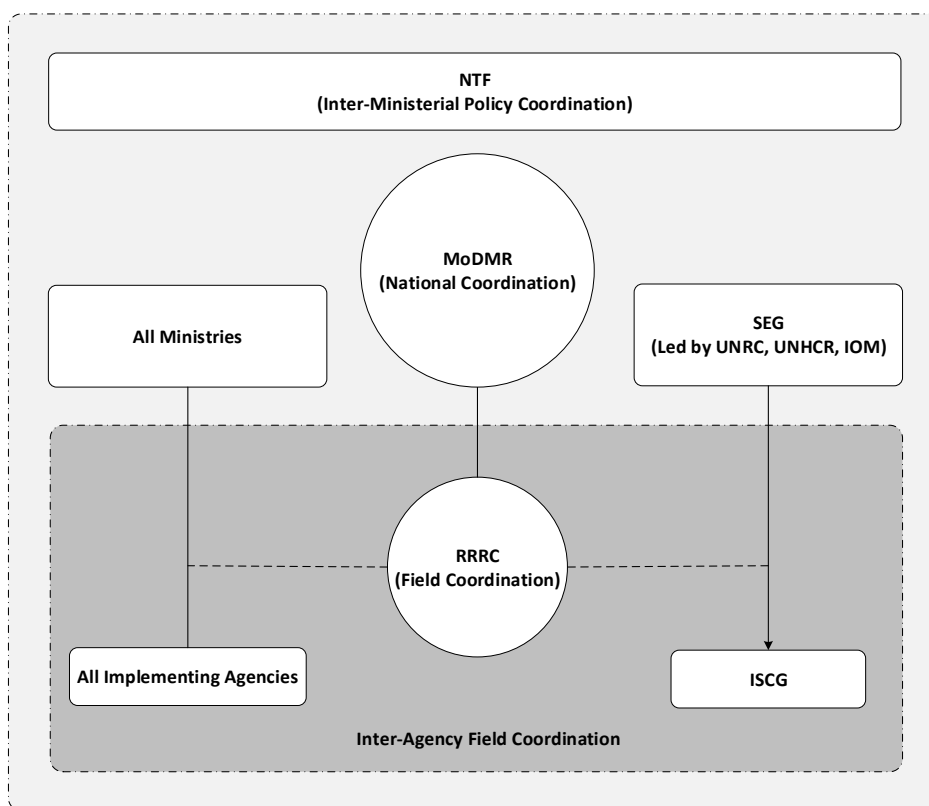 NTF
(Inter-Ministerial Policy Coordination)
MoDMR
(National Coordination)
All Ministries
SEG
(Led by UNRC, UNHCR, IOM)
RRRC
(Field Coordination)
All Implementing Agencies
ISCG
Inter-Agency Field Coordination